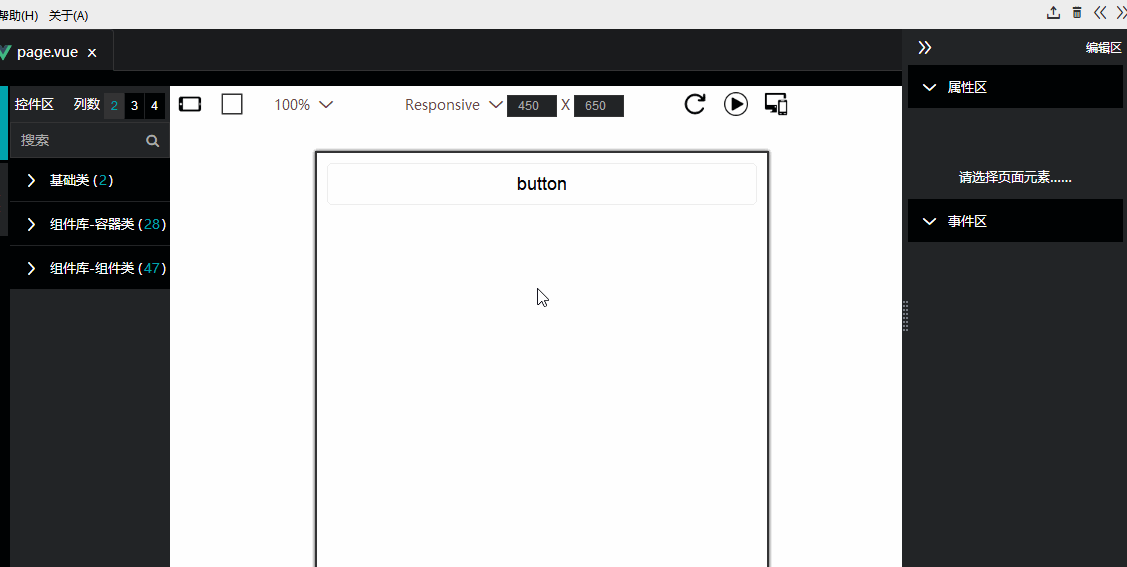 帮助(H) 关于(A)
page.vue x
编辑区
控件区 列数 2 3 4
100% Responsive 450 X 650
属性区
搜索
button
基础类 (2)
请选择页面元素......
组件库-容器类 (28)
事件区
组件库-组件类 (47)